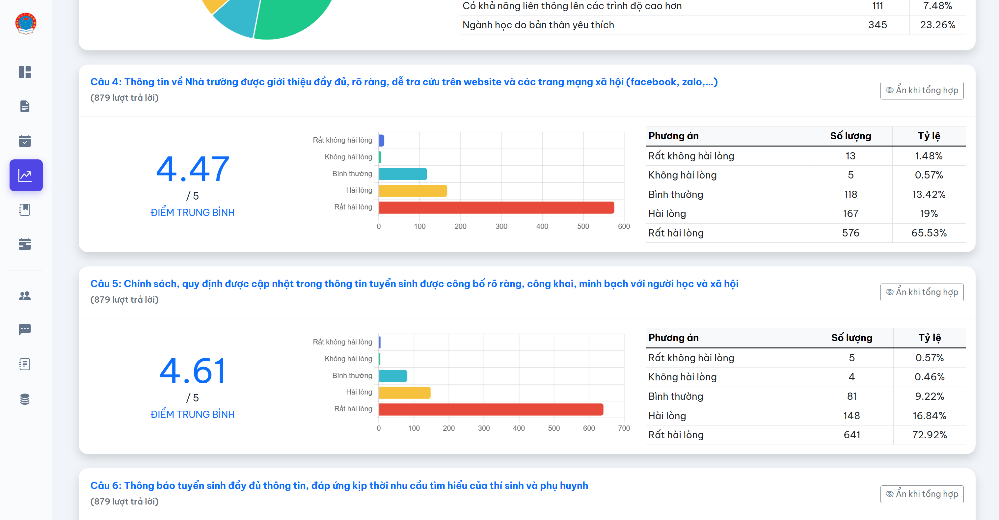 Có khả năng liên thông lên các trình độ cao hơn 111 7.48%
Ngành học do bản thân yêu thích 345 23.26%
Câu 4: Thông tin về Nhà trường được giới thiệu đầy đủ, rõ ràng, dễ tra cứu trên website và các trang mạng xã hội (facebook, zalo,...)
(879 lượt trả lời)
Ẩn khi tổng hợp
4.47
/ 5
ĐIỂM TRUNG BÌNH
Rất không hài lòng
Không hài lòng
Bình thường
Hài lòng
Rất hài lòng
0 100 200 300 400 500 600
Phương án Số lượng Tỷ lệ
Rất không hài lòng 13 1.48%
Không hài lòng 5 0.57%
Bình thường 118 13.42%
Hài lòng 167 19%
Rất hài lòng 576 65.53%
Câu 5: Chính sách, quy định được cập nhật trong thông tin tuyển sinh được công bố rõ ràng, công khai, minh bạch với người học và xã hội
(879 lượt trả lời)
Ẩn khi tổng hợp
4.61
/ 5
ĐIỂM TRUNG BÌNH
Rất không hài lòng
Không hài lòng
Bình thường
Hài lòng
Rất hài lòng
0 100 200 300 400 500 600 700
Phương án Số lượng Tỷ lệ
Rất không hài lòng 5 0.57%
Không hài lòng 4 0.46%
Bình thường 81 9.22%
Hài lòng 148 16.84%
Rất hài lòng 641 72.92%
Câu 6: Thông báo tuyển sinh đầy đủ thông tin, đáp ứng kịp thời nhu cầu tìm hiểu của thí sinh và phụ huynh
(879 lượt trả lời)
Ẩn khi tổng hợp